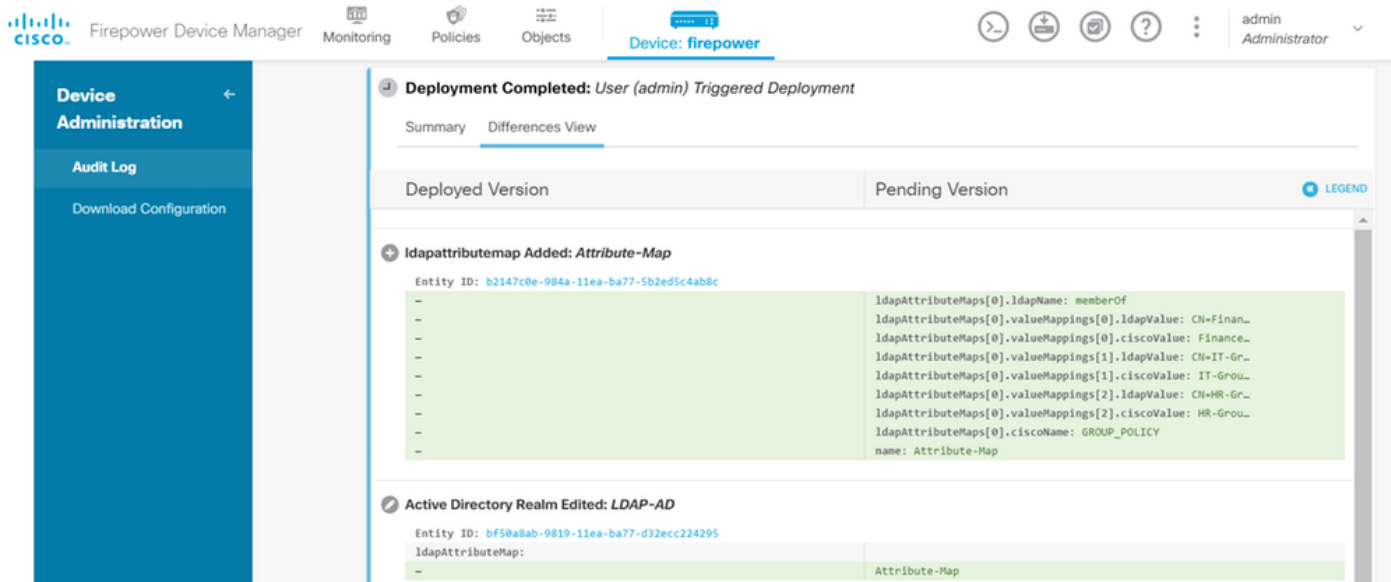 CISCO
Firepower Device Manager
Monitoring
Policies
Objects
Device: firepower
admin
Administrator
Device
Administration
Audit Log
Download Configuration
Deployment Completed: User (admin) Triggered Deployment
Summary
Differences View
Deployed Version
Pending Version
LEGEND
ldapattributemap Added: Attribute-Map
Entity ID: b2147c0e-984a-11ea-ba77-5b2ed5c4ab8c
– ldapAttributeMaps[0].ldapName: memberOf
– ldapAttributeMaps[0].valueMappings[0].ldapValue: CN=Finan…
– ldapAttributeMaps[0].valueMappings[0].ciscoValue: Finance…
– ldapAttributeMaps[0].valueMappings[1].ldapValue: CN=IT-Gr…
– ldapAttributeMaps[0].valueMappings[1].ciscoValue: IT-Grou…
– ldapAttributeMaps[0].valueMappings[2].ldapValue: CN=HR-Gr…
– ldapAttributeMaps[0].valueMappings[2].ciscoValue: HR-Grou…
– ldapAttributeMaps[0].ciscoName: GROUP_POLICY
– name: Attribute-Map
Active Directory Realm Edited: LDAP-AD
Entity ID: bf50a8ab-9819-11ea-ba77-d32ecc224295
ldapAttributeMap:
– Attribute-Map